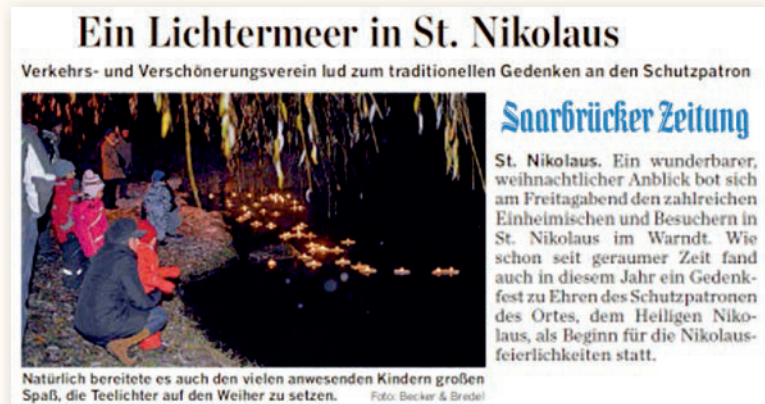 Ein Lichtermeer in St. Nikolaus
Verkehrs- und Verschönerungsverein lud zum traditionellen Gedenken an den Schutzpatron
Saarbrücker Zeitung
St. Nikolaus. Ein wunderbarer,
weihnachtlicher Anblick bot sich
am Freitagabend den zahlreichen
Einheimischen und Besuchern in
St. Nikolaus im Warndt. Wie
schon seit geraumer Zeit fand
auch in diesem Jahr ein Gedenk-
fest zu Ehren des Schutzpatronen
des Ortes, dem Heiligen Niko-
laus, als Beginn für die Nikolaus-
feierlichkeiten statt.
Natürlich bereitete es auch den vielen anwesenden Kindern großen
Spaß, die Teelichter auf den Weiher zu setzen. Foto: Becker & Bredel